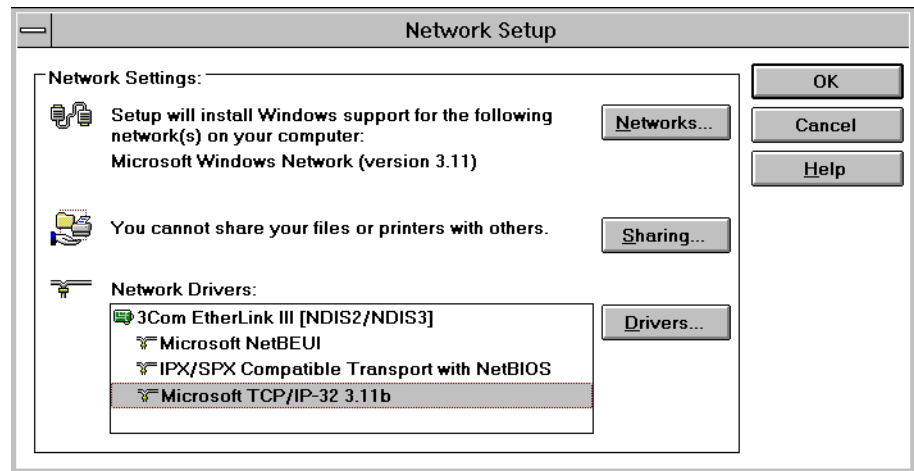 Network Setup
Network Settings:
Setup will install Windows support for the following
network(s) on your computer:
Microsoft Windows Network (version 3.11)
Networks...
You cannot share your files or printers with others.
Sharing...
Network Drivers:
3Com EtherLink III [NDIS2/NDIS3]
Microsoft NetBEUI
IPX/SPX Compatible Transport with NetBIOS
Microsoft TCP/IP-32 3.11b
Drivers...
OK
Cancel
Help